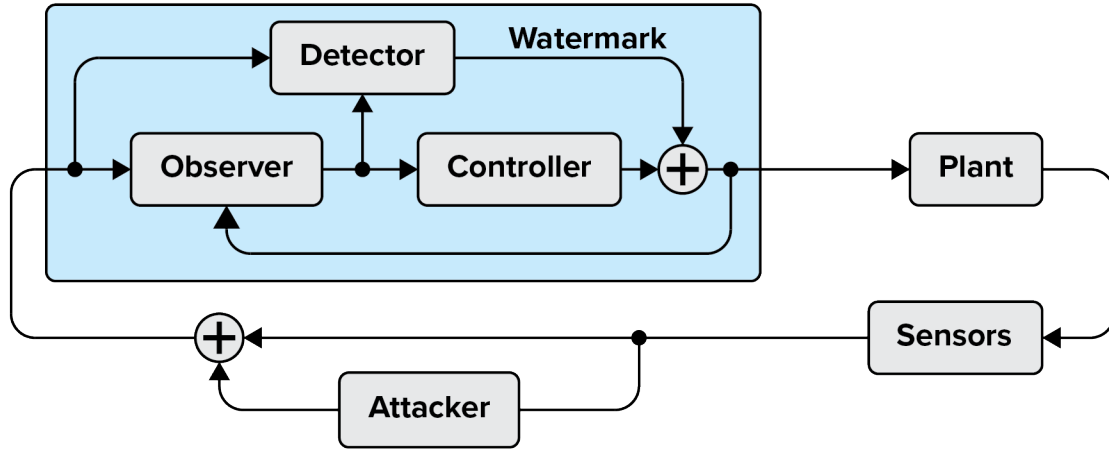 Detector
Watermark
Observer
Controller
Plant
Sensors
Attacker